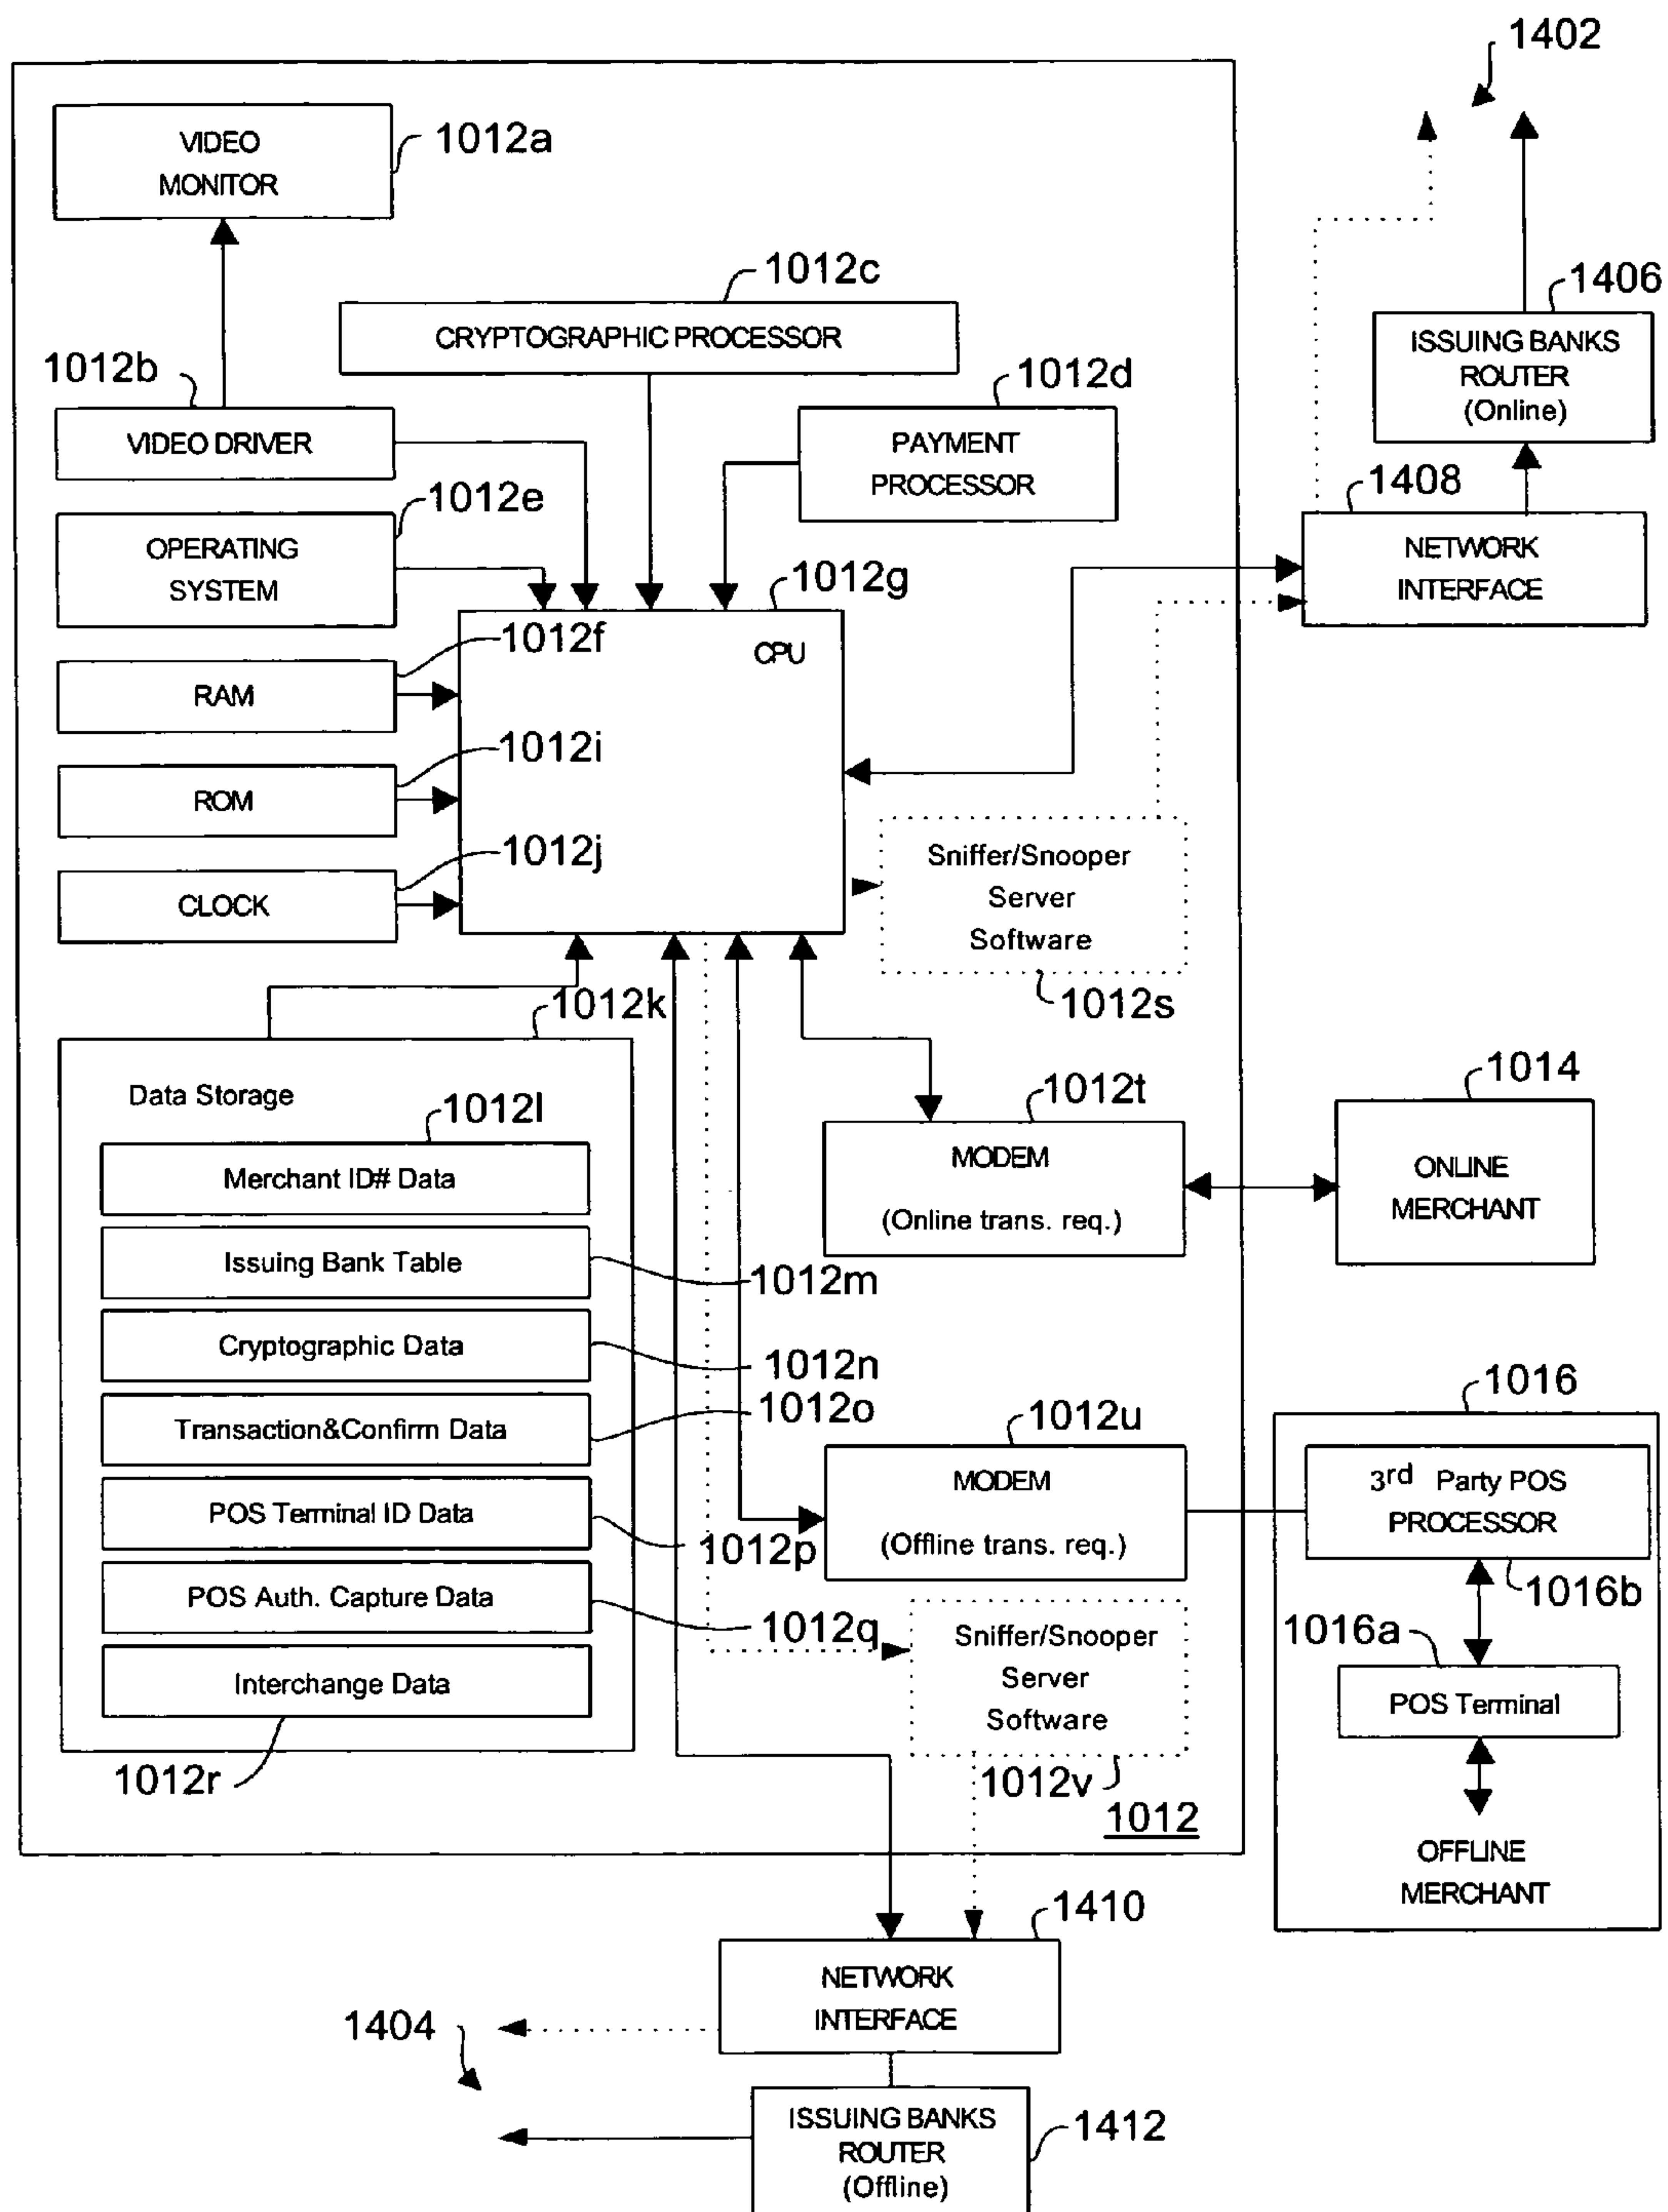 1402
VIDEO
MONITOR
1012a
1012c
CRYPTOGRAPHIC PROCESSOR
1406
ISSUING BANKS
ROUTER
(Online)
1012b
VIDEO DRIVER
1012d
PAYMENT
PROCESSOR
1408
NETWORK
INTERFACE
1012e
OPERATING
SYSTEM
1012g
CPU
1012f
RAM
1012i
ROM
1012j
CLOCK
Sniffer/Snooper
Server
Software
1012s
1012k
Data Storage
1012l
Merchant ID# Data
Issuing Bank Table
1012m
Cryptographic Data
1012n
Transaction&Confirm Data
1012o
POS Terminal ID Data
1012p
POS Auth. Capture Data
1012q
Interchange Data
1012r
1012t
MODEM
(Online trans. req.)
1014
ONLINE
MERCHANT
1012u
MODEM
(Offline trans. req.)
1016
3rd Party POS
PROCESSOR
1016b
1016a
POS Terminal
OFFLINE
MERCHANT
Sniffer/Snooper
Server
Software
1012v
1012
1410
NETWORK
INTERFACE
1404
ISSUING BANKS
ROUTER
(Offline)
1412